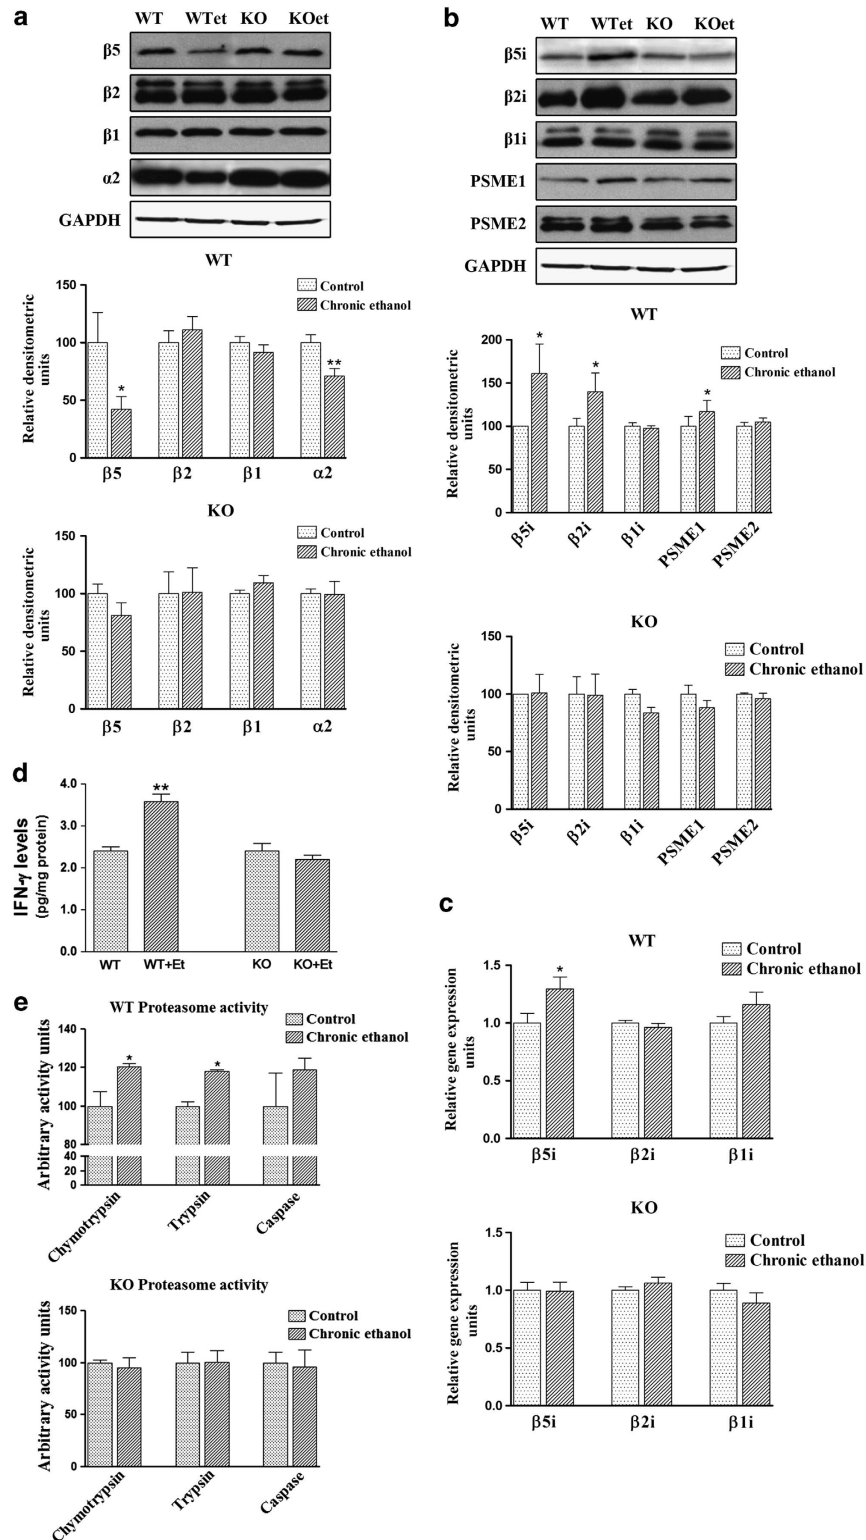 a
WT WTet KO KOet
β5
β2
β1
α2
GAPDH
WT
150
100
50
0
Relative densitometric
units
Control
Chronic ethanol
*
**
β5 β2 β1 α2
KO
150
100
50
0
Relative densitometric
units
Control
Chronic ethanol
β5 β2 β1 α2
b
WT WTet KO KOet
β5i
β2i
β1i
PSME1
PSME2
GAPDH
WT
200
150
100
50
0
Relative densitometric
units
Control
Chronic ethanol
*
*
*
β5i β2i β1i PSME1 PSME2
KO
150
100
50
0
Relative densitometric
units
Control
Chronic ethanol
β5i β2i β1i PSME1 PSME2
c
WT
1.5
1.0
0.5
0.0
Relative gene expression
units
Control
Chronic ethanol
*
β5i β2i β1i
KO
1.5
1.0
0.5
0.0
Relative gene expression
units
Control
Chronic ethanol
β5i β2i β1i
d
4.0
3.0
2.0
1.0
0.0
IFN-γ levels
(pg/mg protein)
**
WT WT+Et KO KO+Et
e
WT Proteasome activity
140
120
100
80
40
20
0
Arbitrary activity units
Control
Chronic ethanol
*
*
Chymotrypsin Trypsin Caspase
KO Proteasome activity
150
100
50
0
Arbitrary activity units
Control
Chronic ethanol
Chymotrypsin Trypsin Caspase